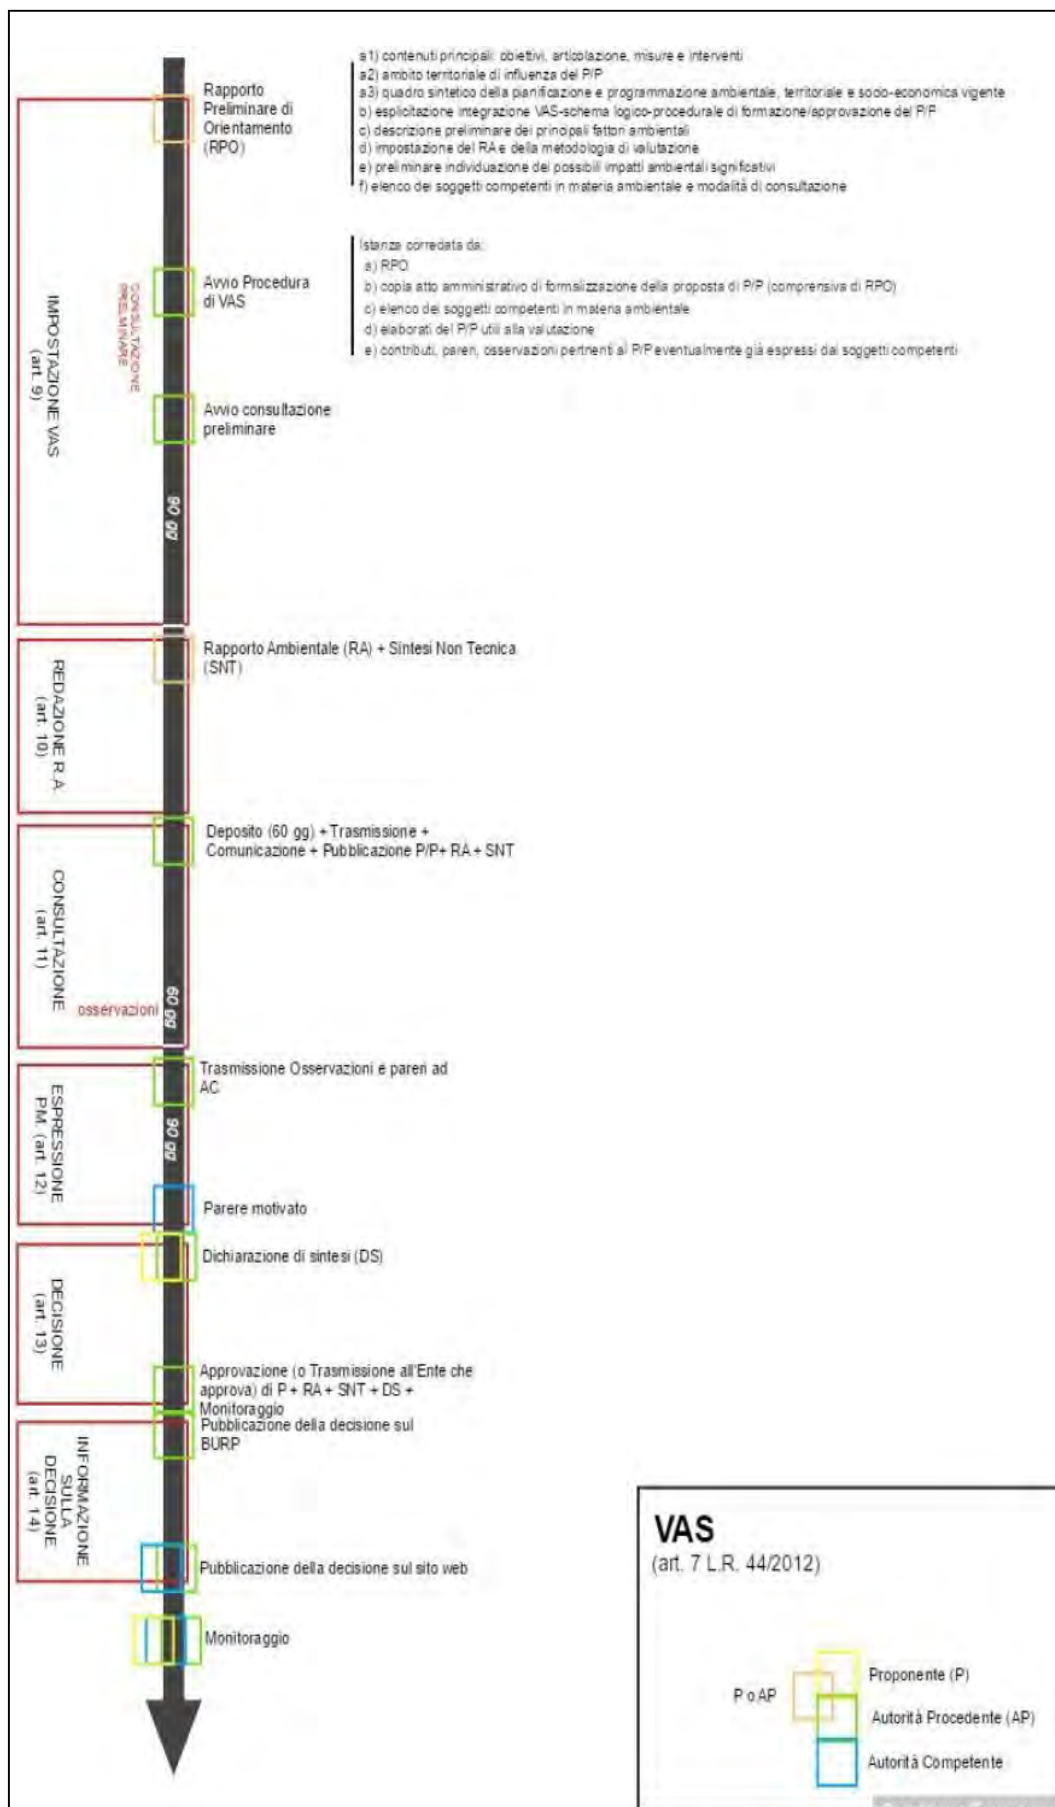 a1) contenuti principali: obiettivi, articolazione, misure e interventi
a2) ambito territoriale di influenza del P/P
a3) quadro sintetico della pianificazione e programmazione ambientale, territoriale e socio-economica vigente
b) esplicitazione integrazione VAS-schema logico-procedurale di formazione/approvazione del P/P
c) descrizione preliminare dei principali fattori ambientali
d) impostazione del RA e della metodologia di valutazione
e) preliminare individuazione dei possibili impatti ambientali significativi
f) elenco dei soggetti competenti in materia ambientale e modalità di consultazione
Rapporto
Preliminare di
Orientamento
(RPO)
Istanza corredata da:
a) RPO
b) copia atto amministrativo di formalizzazione della proposta di P/P (comprensiva di RPO)
c) elenco dei soggetti competenti in materia ambientale
d) elaborati del P/P utili alla valutazione
e) contributi, pareri, osservazioni pertinenti al P/P eventualmente già espressi dai soggetti competenti
Avvio Procedura
di VAS
IMPOSTAZIONE VAS
(art. 9)
CONSULTAZIONE
PRELIMINARE
Avvio consultazione
preliminare
90 gg
Rapporto Ambientale (RA) + Sintesi Non Tecnica
(SNT)
REDAZIONE R.A
(art. 10)
Deposito (60 gg) + Trasmissione +
Comunicazione + Pubblicazione P/P+ RA + SNT
CONSULTAZIONE
(art. 11)
osservazioni
60 gg
Trasmissione Osservazioni e pareri ad
AC
ESPRESSIONE
P.M. (art. 12)
90 gg
Parere motivato
Dichiarazione di sintesi (DS)
DECISIONE
(art. 13)
Approvazione (o Trasmissione all'Ente che
approva) di P + RA + SNT + DS +
Monitoraggio
Pubblicazione della decisione sul
BURP
INFORMAZIONE
SULLA
DECISIONE
(art. 14)
Pubblicazione della decisione sul sito web
Monitoraggio
VAS
(art. 7 L.R. 44/2012)
P o AP
Proponente (P)
Autorità Procedente (AP)
Autorità Competente